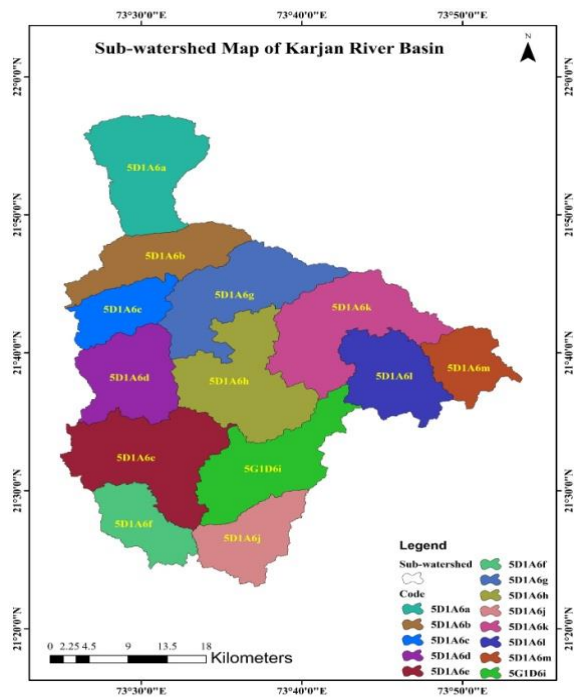 73°30'0"E 73°40'0"E 73°50'0"E
Sub-watershed Map of Karjan River Basin
N
22°0'0"N 22°0'0"N
5D1A6a
21°50'0"N 21°50'0"N
5D1A6b
5D1A6g
5D1A6c
5D1A6k
21°40'0"N 21°40'0"N
5D1A6m
5D1A6d
5D1A6h
5D1A6l
5D1A6e
5G1D6i
21°30'0"N 21°30'0"N
5D1A6f
5D1A6j
21°20'0"N 21°20'0"N
Legend
Sub-watershed
Code
5D1A6a
5D1A6b
5D1A6c
5D1A6d
5D1A6e
5D1A6f
5D1A6g
5D1A6h
5D1A6j
5D1A6k
5D1A6l
5D1A6m
5G1D6i
0 2.25 4.5 9 13.5 18
Kilometers
73°30'0"E 73°40'0"E 73°50'0"E